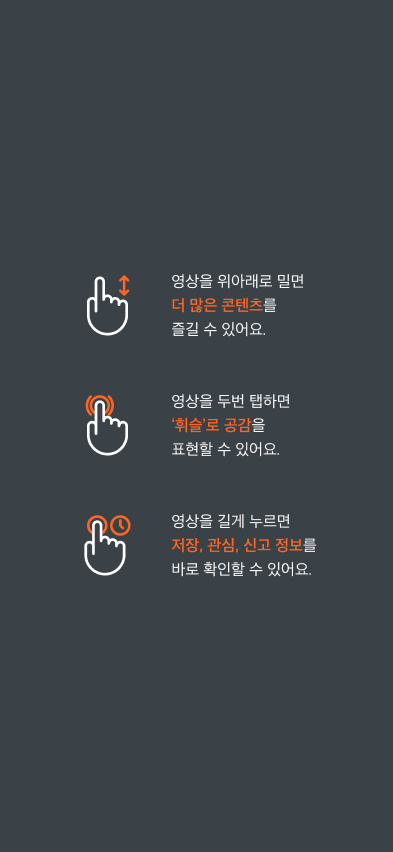 영상을 위아래로 밀면
더 많은 콘텐츠를
즐길 수 있어요.
영상을 두번 탭하면
‘휘슬’로 공감을
표현할 수 있어요.
영상을 길게 누르면
저장, 관심, 신고 정보를
바로 확인할 수 있어요.